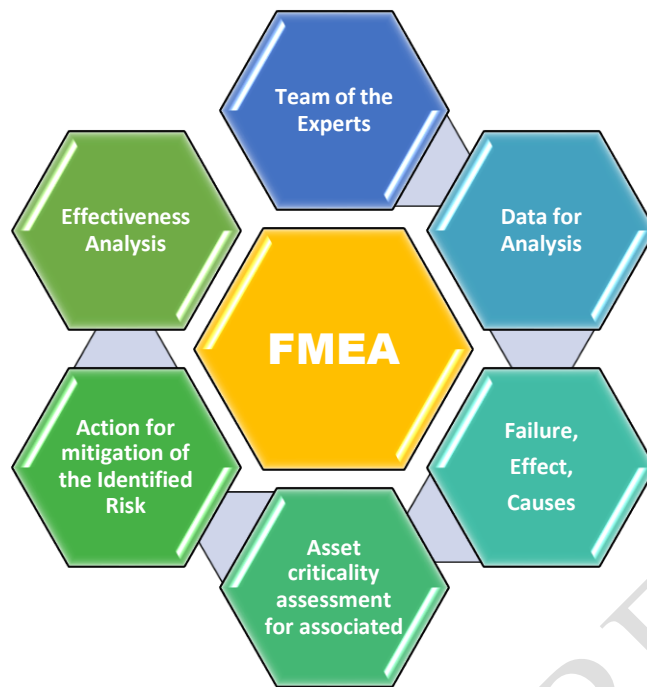 Team of the
Experts
Effectiveness
Analysis
Data for
Analysis
FMEA
Action for
mitigation of
the Identified
Risk
Failure,
Effect,
Causes
Asset
criticality
assessment
for associated